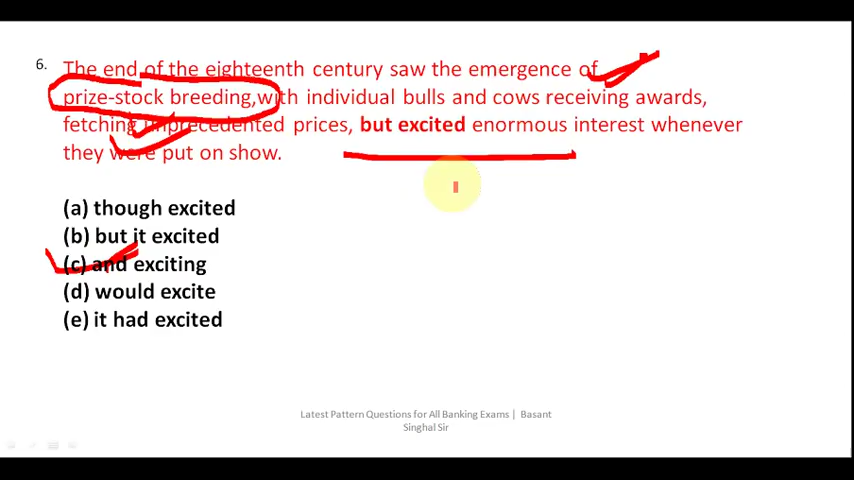 6.
The end of the eighteenth century saw the emergence of
prize-stock breeding,with individual bulls and cows receiving awards,
fetching unprecedented prices, but excited enormous interest whenever
they were put on show.
(a) though excited
(b) but it excited
(c) and exciting
(d) would excite
(e) it had excited
Latest Pattern Questions for All Banking Exams | Basant
Singhal Sir